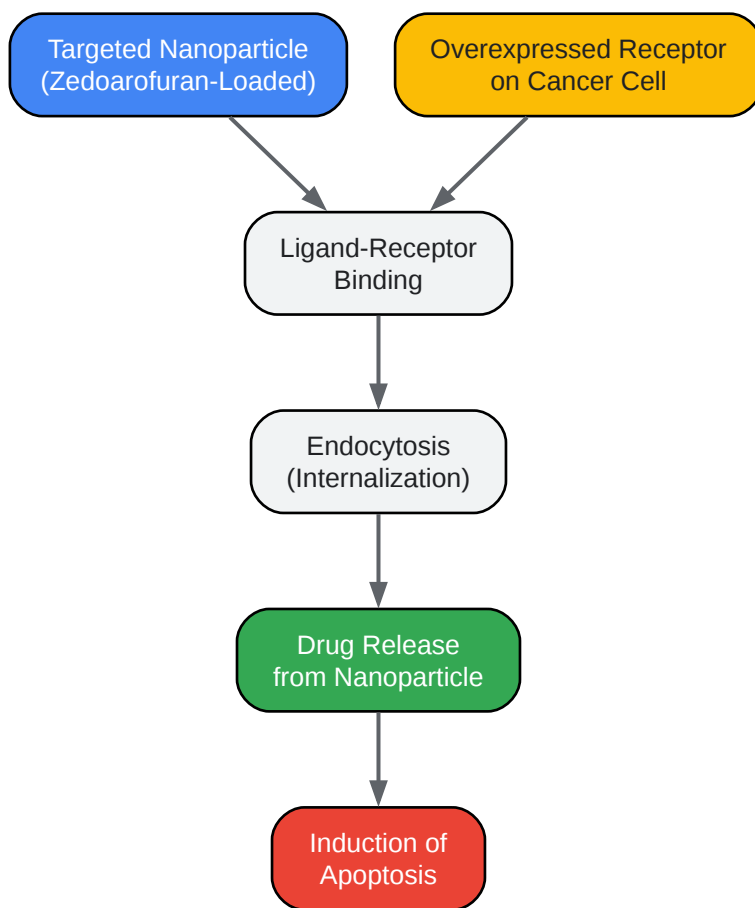 Targeted Nanoparticle
(Zedoarofuran-Loaded)
Overexpressed Receptor
on Cancer Cell
Ligand-Receptor
Binding
Endocytosis
(Internalization)
Drug Release
from Nanoparticle
Induction of
Apoptosis